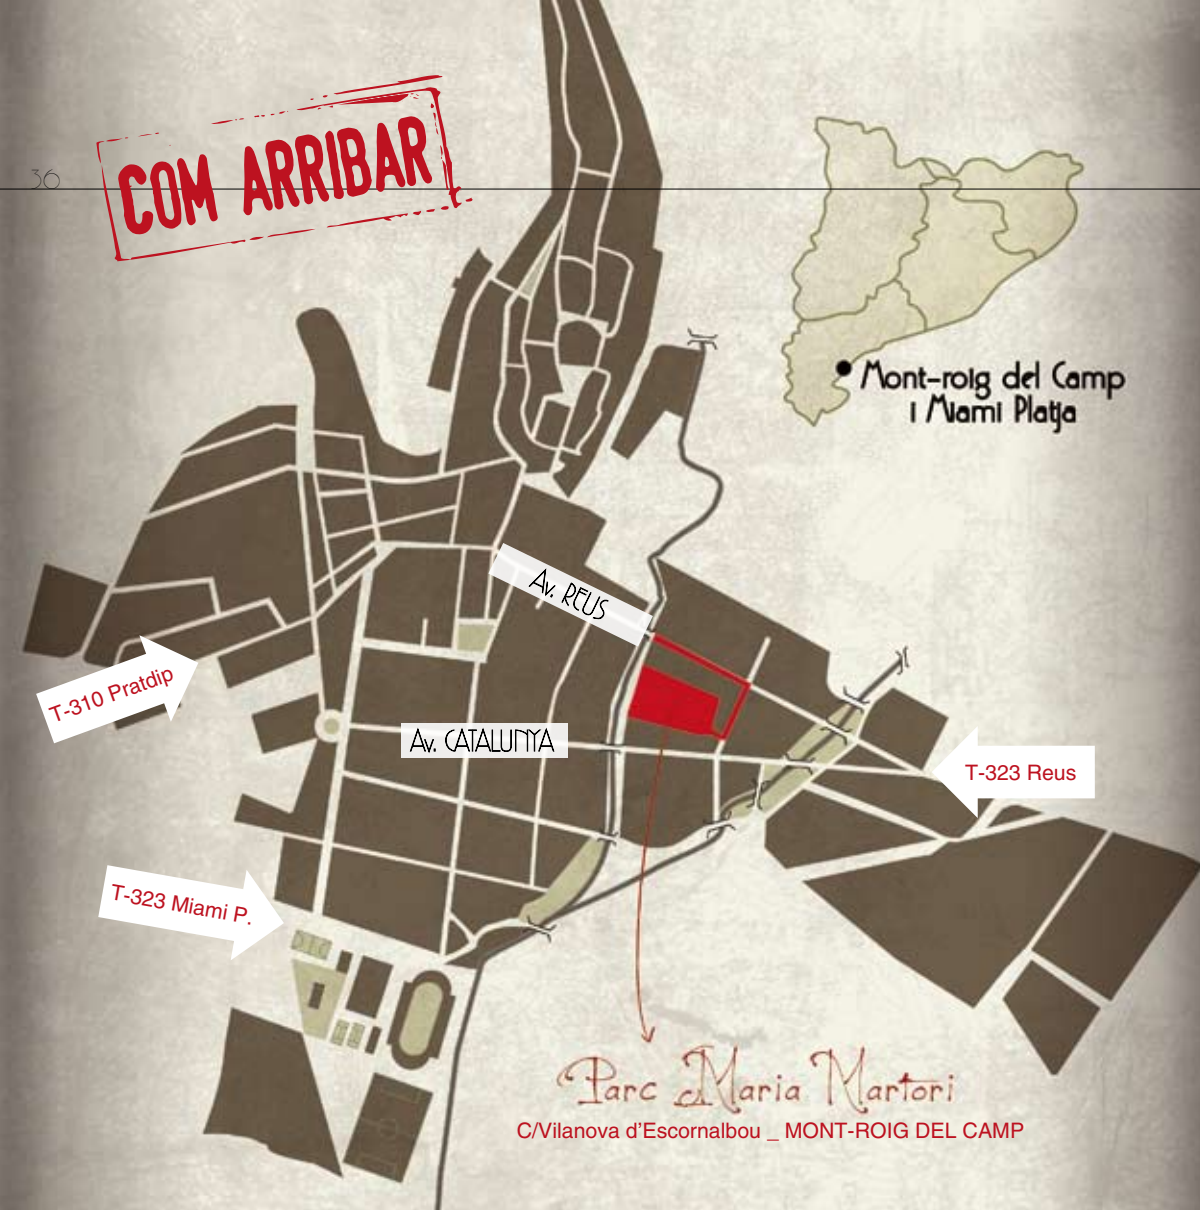 36
COM ARRIBAR
Mont-roig del Camp
i Miami Platja
Av. REUS
T-310 Pratdip
Av. CATALUNYA
T-323 Reus
T-323 Miami P.
Parc Maria Martori
C/Vilanova d'Escornalbou _ MONT-ROIG DEL CAMP